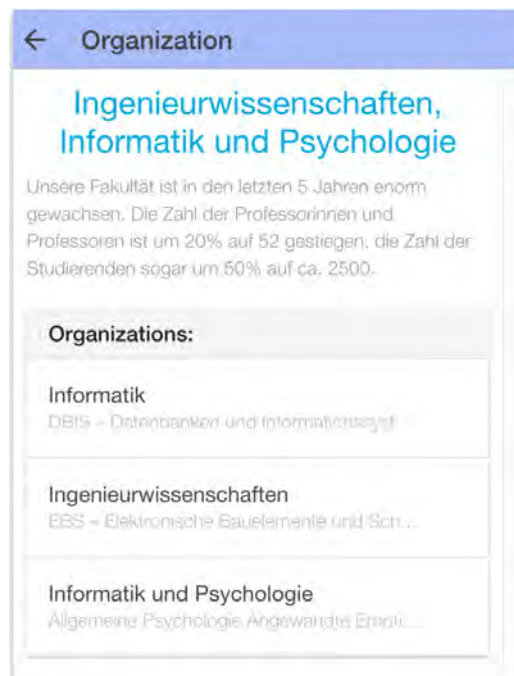 Organization
Ingenieurwissenschaften,
Informatik und Psychologie
Unsere Fakultät ist in den letzten 5 Jahren enorm
gewachsen. Die Zahl der Professorinnen und
Professoren ist um 20% auf 52 gestiegen, die Zahl der
Studierenden sogar um 50% auf ca. 2500.
Organizations:
Informatik
DBIS – Datenbanken und Informationssyst...
Ingenieurwissenschaften
EBS – Elektronische Bauelemente und Sch...
Informatik und Psychologie
Allgemeine Psychologie Angewandte Emoti...